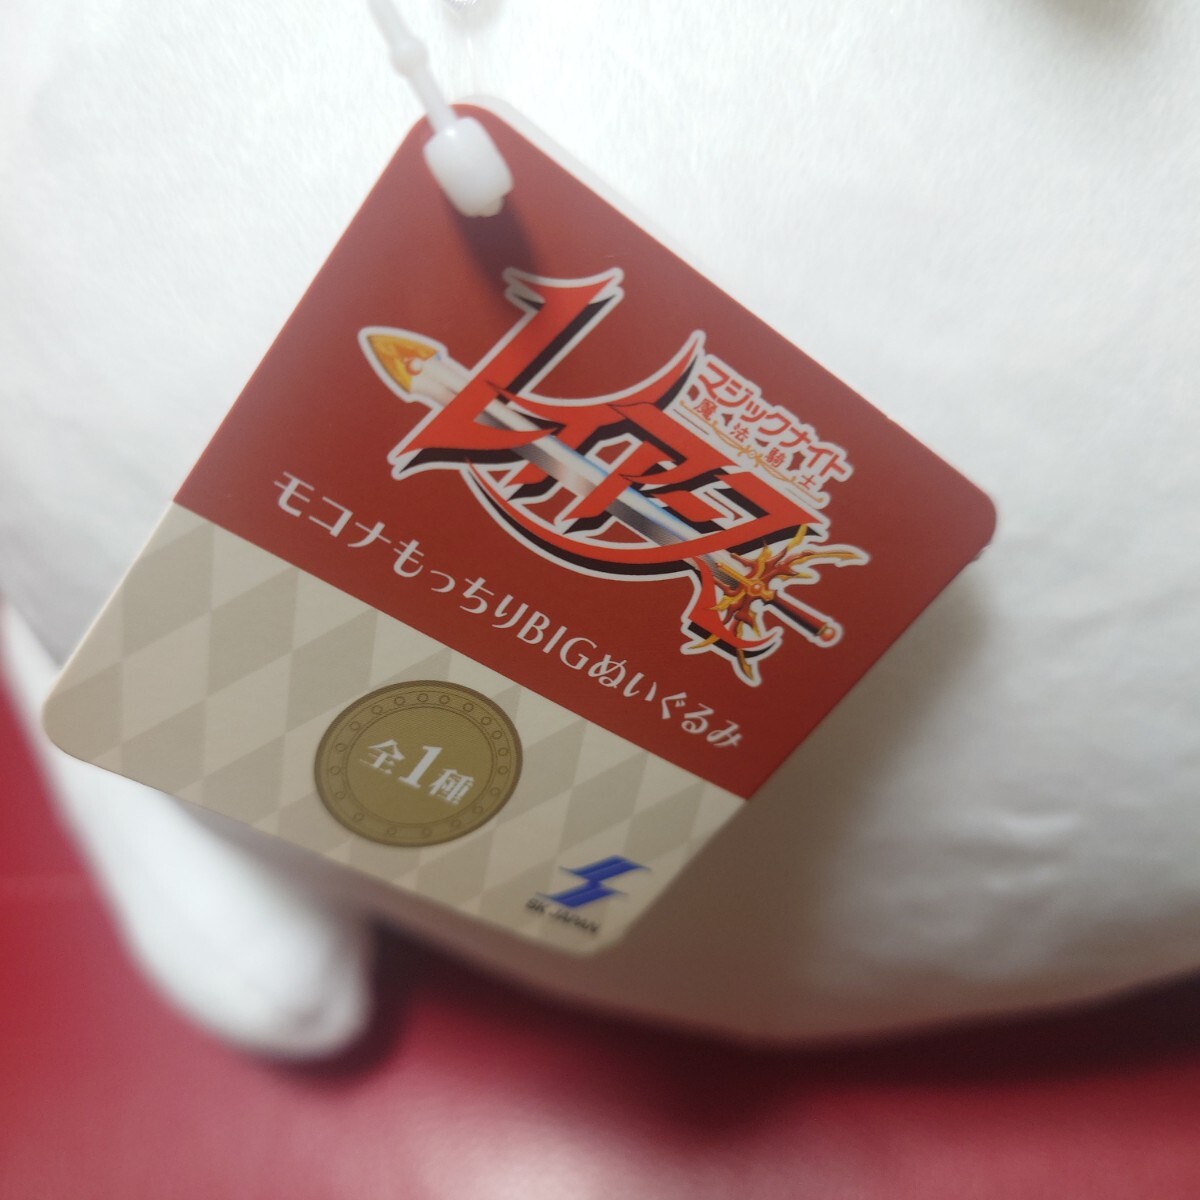 マジックナイト
魔法騎士
レイアース
モコナもっちりBIGぬいぐるみ
全1種
SK JAPAN